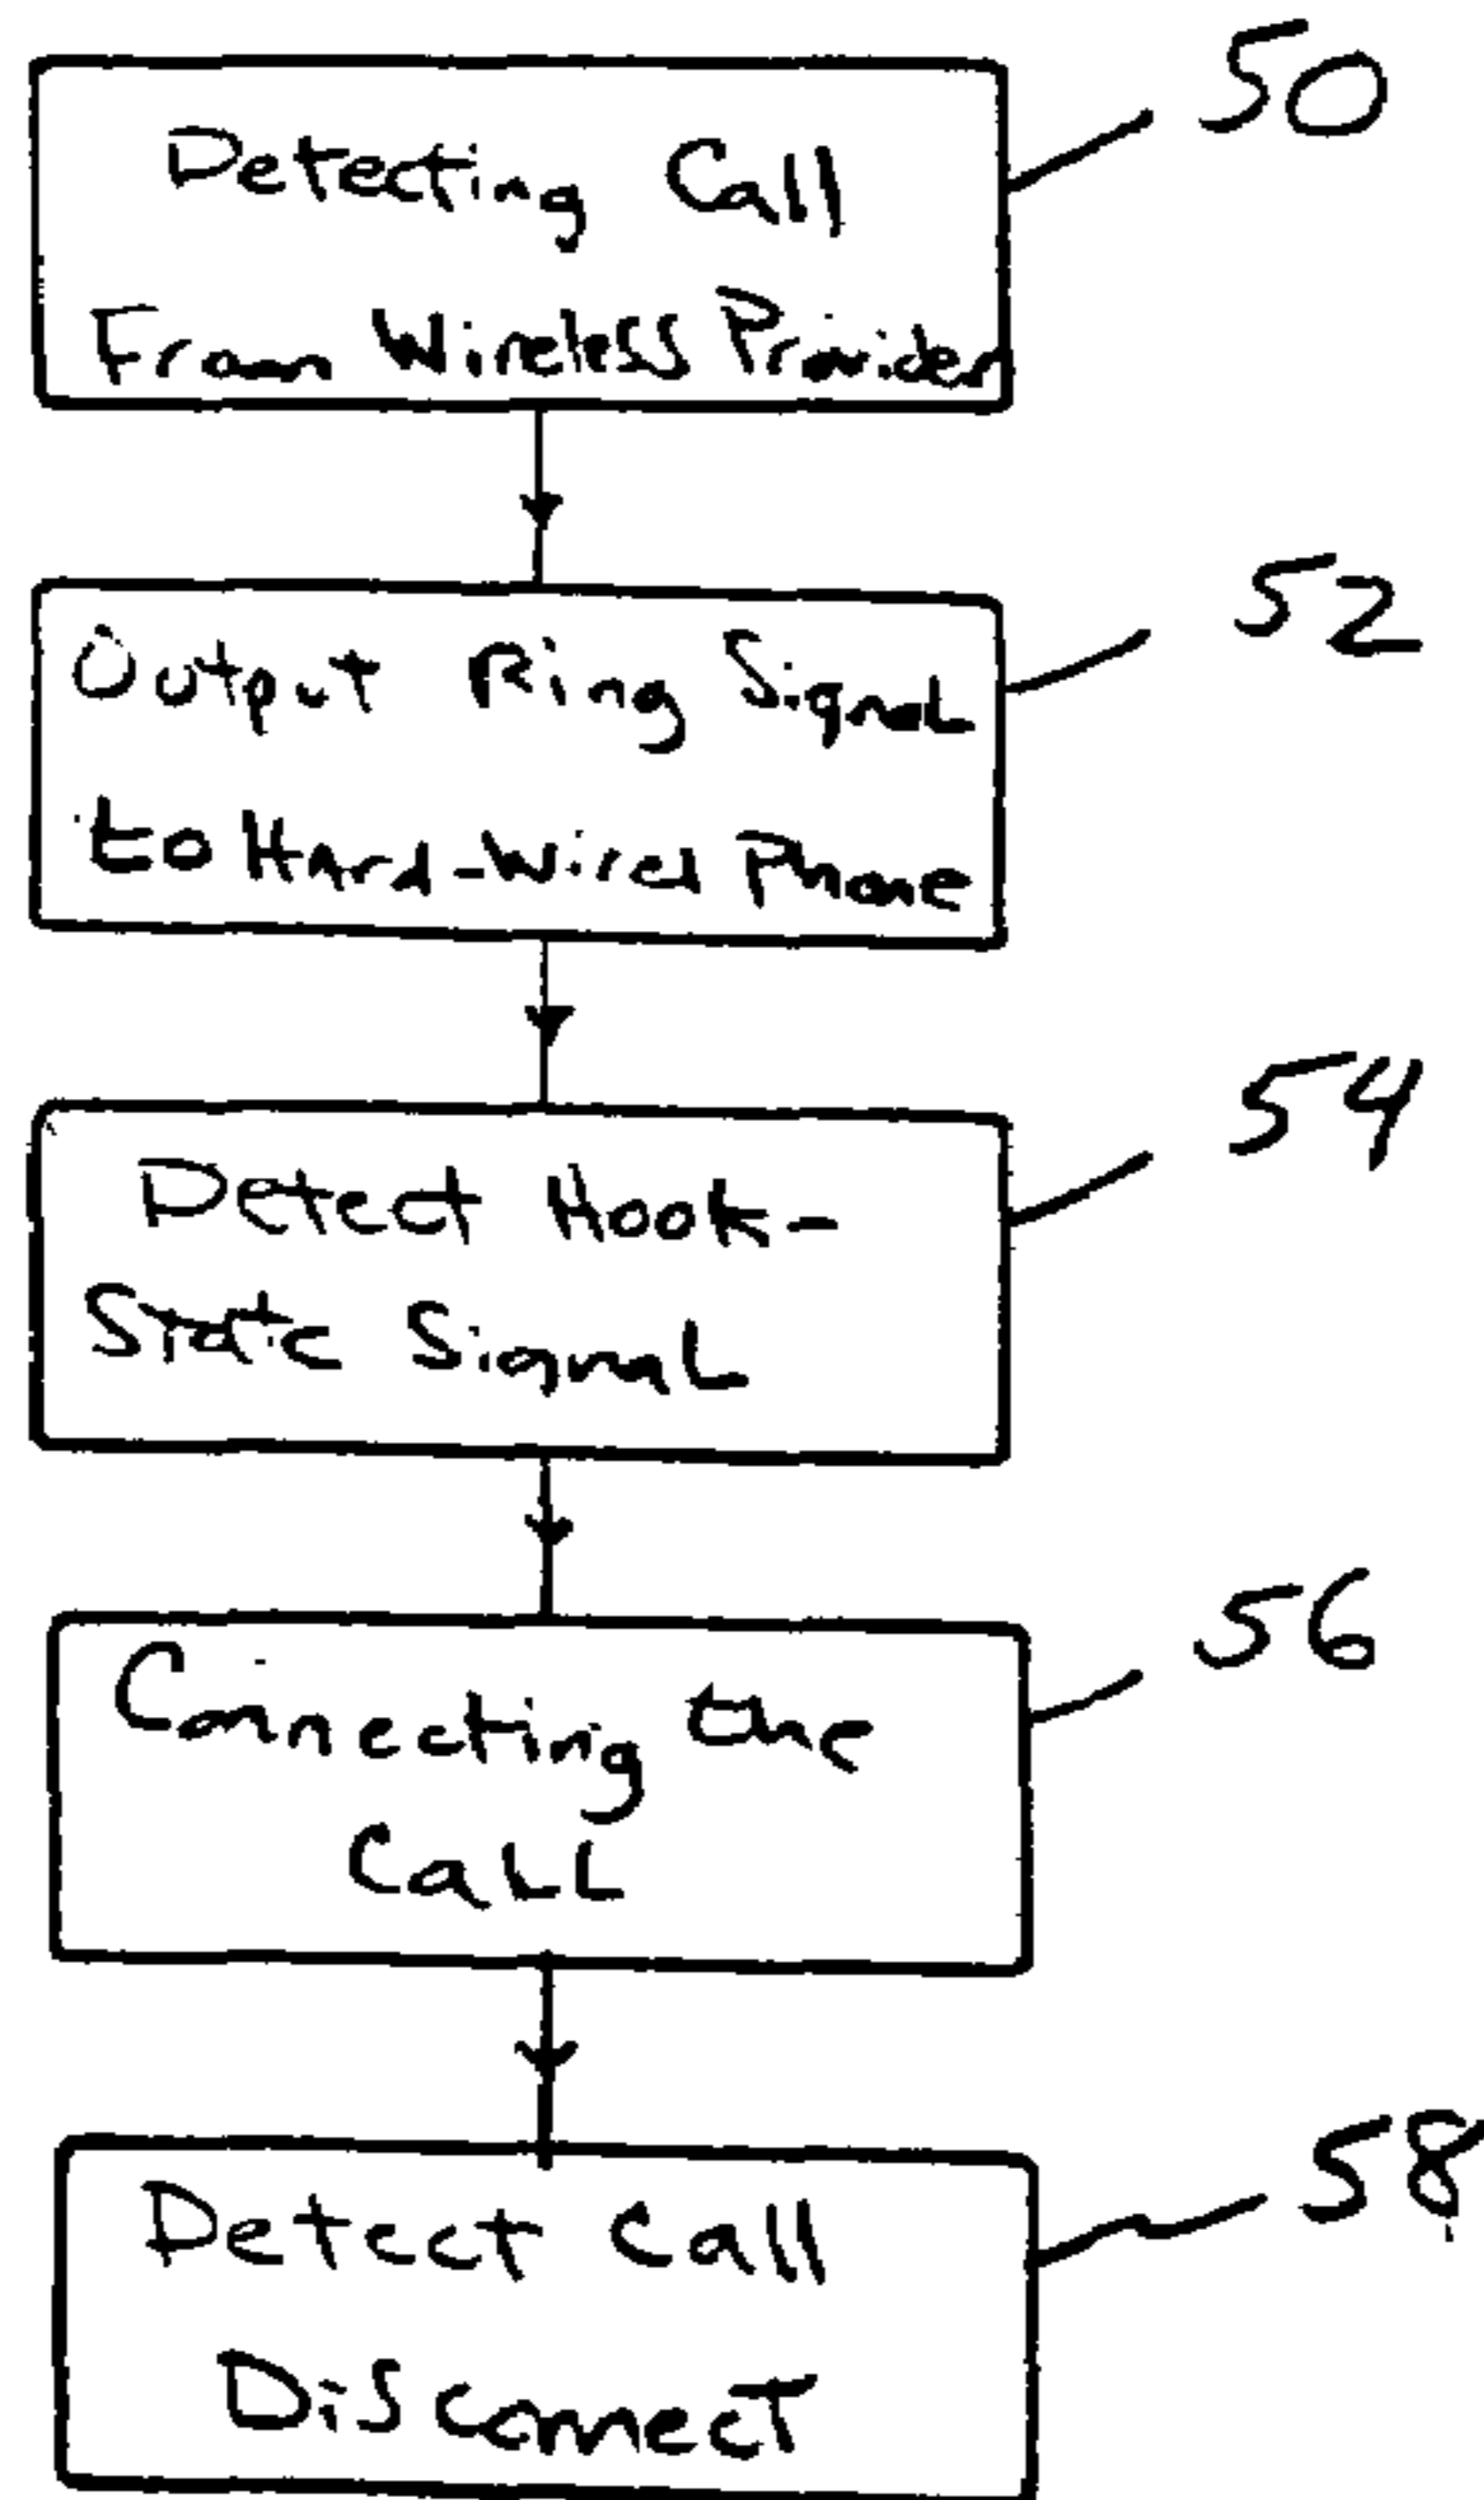 Detecting Call
From Wireless Provider
50
Output Ring Signal
to Hard-Wired Phone
52
Detect Hook-
State Signal
54
Connecting the
Call
56
Detect Call
Disconnect
58